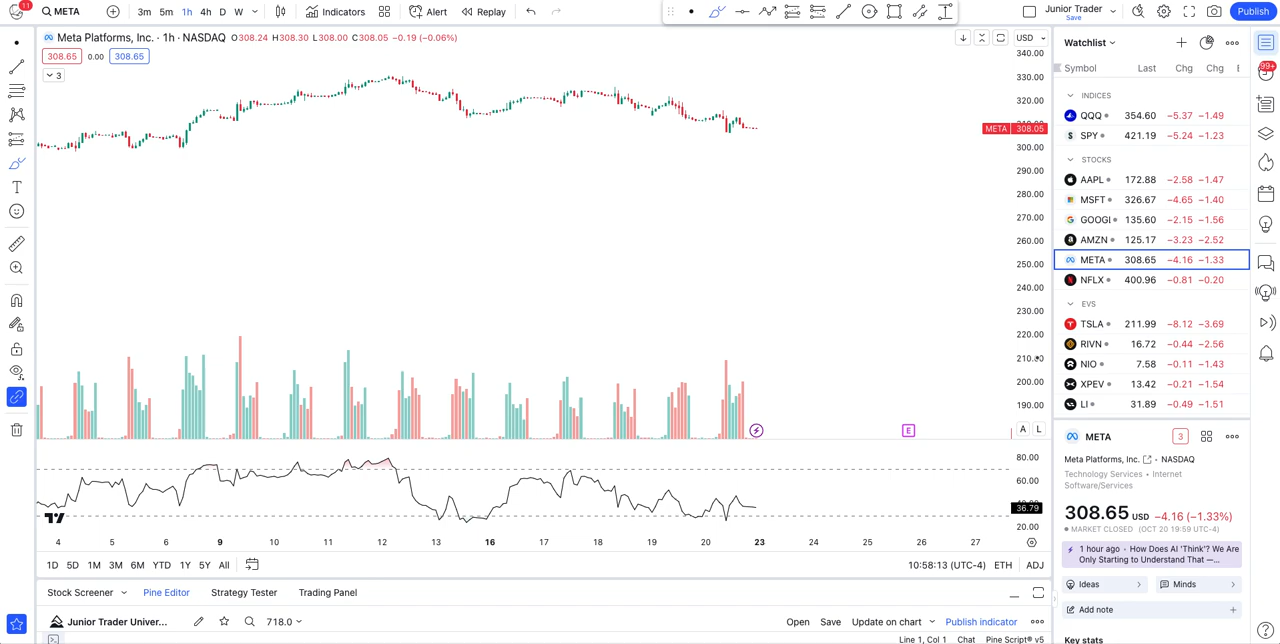 11 META 3m 5m 1h 4h D W Indicators Alert Replay Junior Trader Save Publish
Meta Platforms, Inc. · 1h · NASDAQ O308.24 H308.30 L308.00 C308.05 −0.19 (−0.06%) USD
308.65 0.00 308.65
3
340.00
330.00
320.00
META 308.05
300.00
290.00
280.00
270.00
260.00
250.00
240.00
230.00
220.00
210.00
200.00
190.00
A L
E
80.00
60.00
36.79
20.00
4 5 6 9 10 11 12 13 16 17 18 19 20 23 24 25 26 27
1D 5D 1M 3M 6M YTD 1Y 5Y All 10:58:13 (UTC-4) ETH ADJ
Stock Screener Pine Editor Strategy Tester Trading Panel
Junior Trader Univer... 718.0 Open Save Update on chart Publish indicator
Line 1, Col 1 Chat Pine Script® v5
Watchlist
99+
Symbol Last Chg Chg
INDICES
QQQ 354.60 −5.37 −1.49
SPY 421.19 −5.24 −1.23
STOCKS
AAPL 172.88 −2.58 −1.47
MSFT 326.67 −4.65 −1.40
GOOGL 135.60 −2.15 −1.56
AMZN 125.17 −3.23 −2.52
META 308.65 −4.16 −1.33
NFLX 400.96 −0.81 −0.20
EVS
TSLA 211.99 −8.12 −3.69
RIVN 16.72 −0.44 −2.56
NIO 7.58 −0.11 −1.43
XPEV 13.42 −0.21 −1.54
LI 31.89 −0.49 −1.51
META 3
Meta Platforms, Inc. · NASDAQ
Technology Services · Internet
Software/Services
308.65 USD −4.16 (−1.33%)
MARKET CLOSED (OCT 20 19:59 UTC-4)
1 hour ago · How Does AI 'Think'? We Are
Only Starting to Understand That —...
Ideas Minds
Add note
Key stats